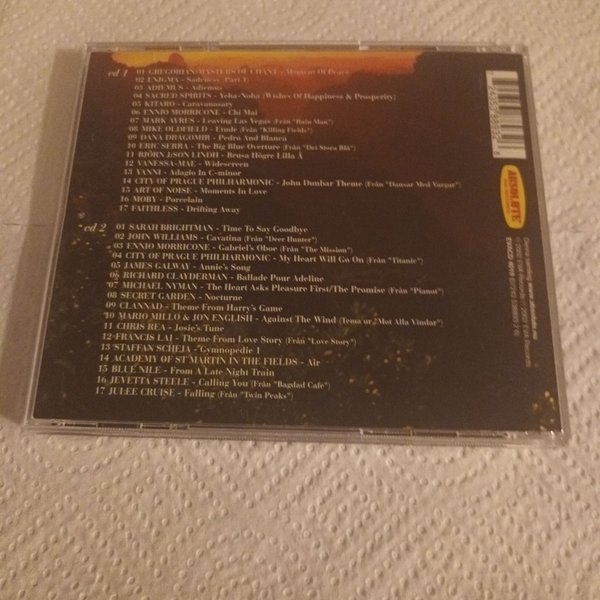 cd 1
01 GREGORIAN/MASTERS OF CHANT - Moment Of Peace
02 ENIGMA - Sadeness (Part 1)
03 ADIEMUS - Adiemus
04 SACRED SPIRITS - Yeha-Noha (Wishes Of Happiness & Prosperity)
05 KITARO - Caravanasary
06 ENNIO MORRICONE - Chi Mai
07 MARK AYRES - Leaving Las Vegas (Från "Rain Man")
08 MIKE OLDFIELD - Etude (Från "Killing Fields")
09 DANA DRAGOMIR - Pedro And Blanca
10 ERIC SERRA - The Big Blue Overture (Från "Det Stora Blå")
11 BJÖRN J:SON LINDH - Brusa Högre Lilla Å
12 VANESSA-MAE - Widescreen
13 YANNI - Adagio In C-minor
14 CITY OF PRAGUE PHILHARMONIC - John Dunbar Theme (Från "Dansar Med Vargar")
15 ART OF NOISE - Moments In Love
16 MOBY - Porcelain
17 FAITHLESS - Drifting Away
cd 2
01 SARAH BRIGHTMAN - Time To Say Goodbye
02 JOHN WILLIAMS - Cavatina (Från "Deer Hunter")
03 ENNIO MORRICONE - Gabriel's Oboe (Från "The Mission")
04 CITY OF PRAGUE PHILHARMONIC - My Heart Will Go On (Från "Titanic")
05 JAMES GALWAY - Annie's Song
06 RICHARD CLAYDERMAN - Ballade Pour Adeline
07 MICHAEL NYMAN - The Heart Asks Pleasure First/The Promise (Från "Pianot")
08 SECRET GARDEN - Nocturne
09 CLANNAD - Theme From Harry's Game
10 MARIO MILLO & JON ENGLISH - Against The Wind (Tema ur "Mot Alla Vindar")
11 CHRIS REA - Josie's Tune
12 FRANCIS LAI - Theme From Love Story (Från "Love Story")
13 STAFFAN SCHEJA - Gymnopedie 1
14 ACADEMY OF ST MARTIN IN THE FIELDS - Air
15 BLUE NILE - From A Late Night Train
16 JEVETTA STEELE - Calling You (Från "Bagdad Café")
17 JULEE CRUISE - Falling (Från "Twin Peaks")
ABSOLUTE